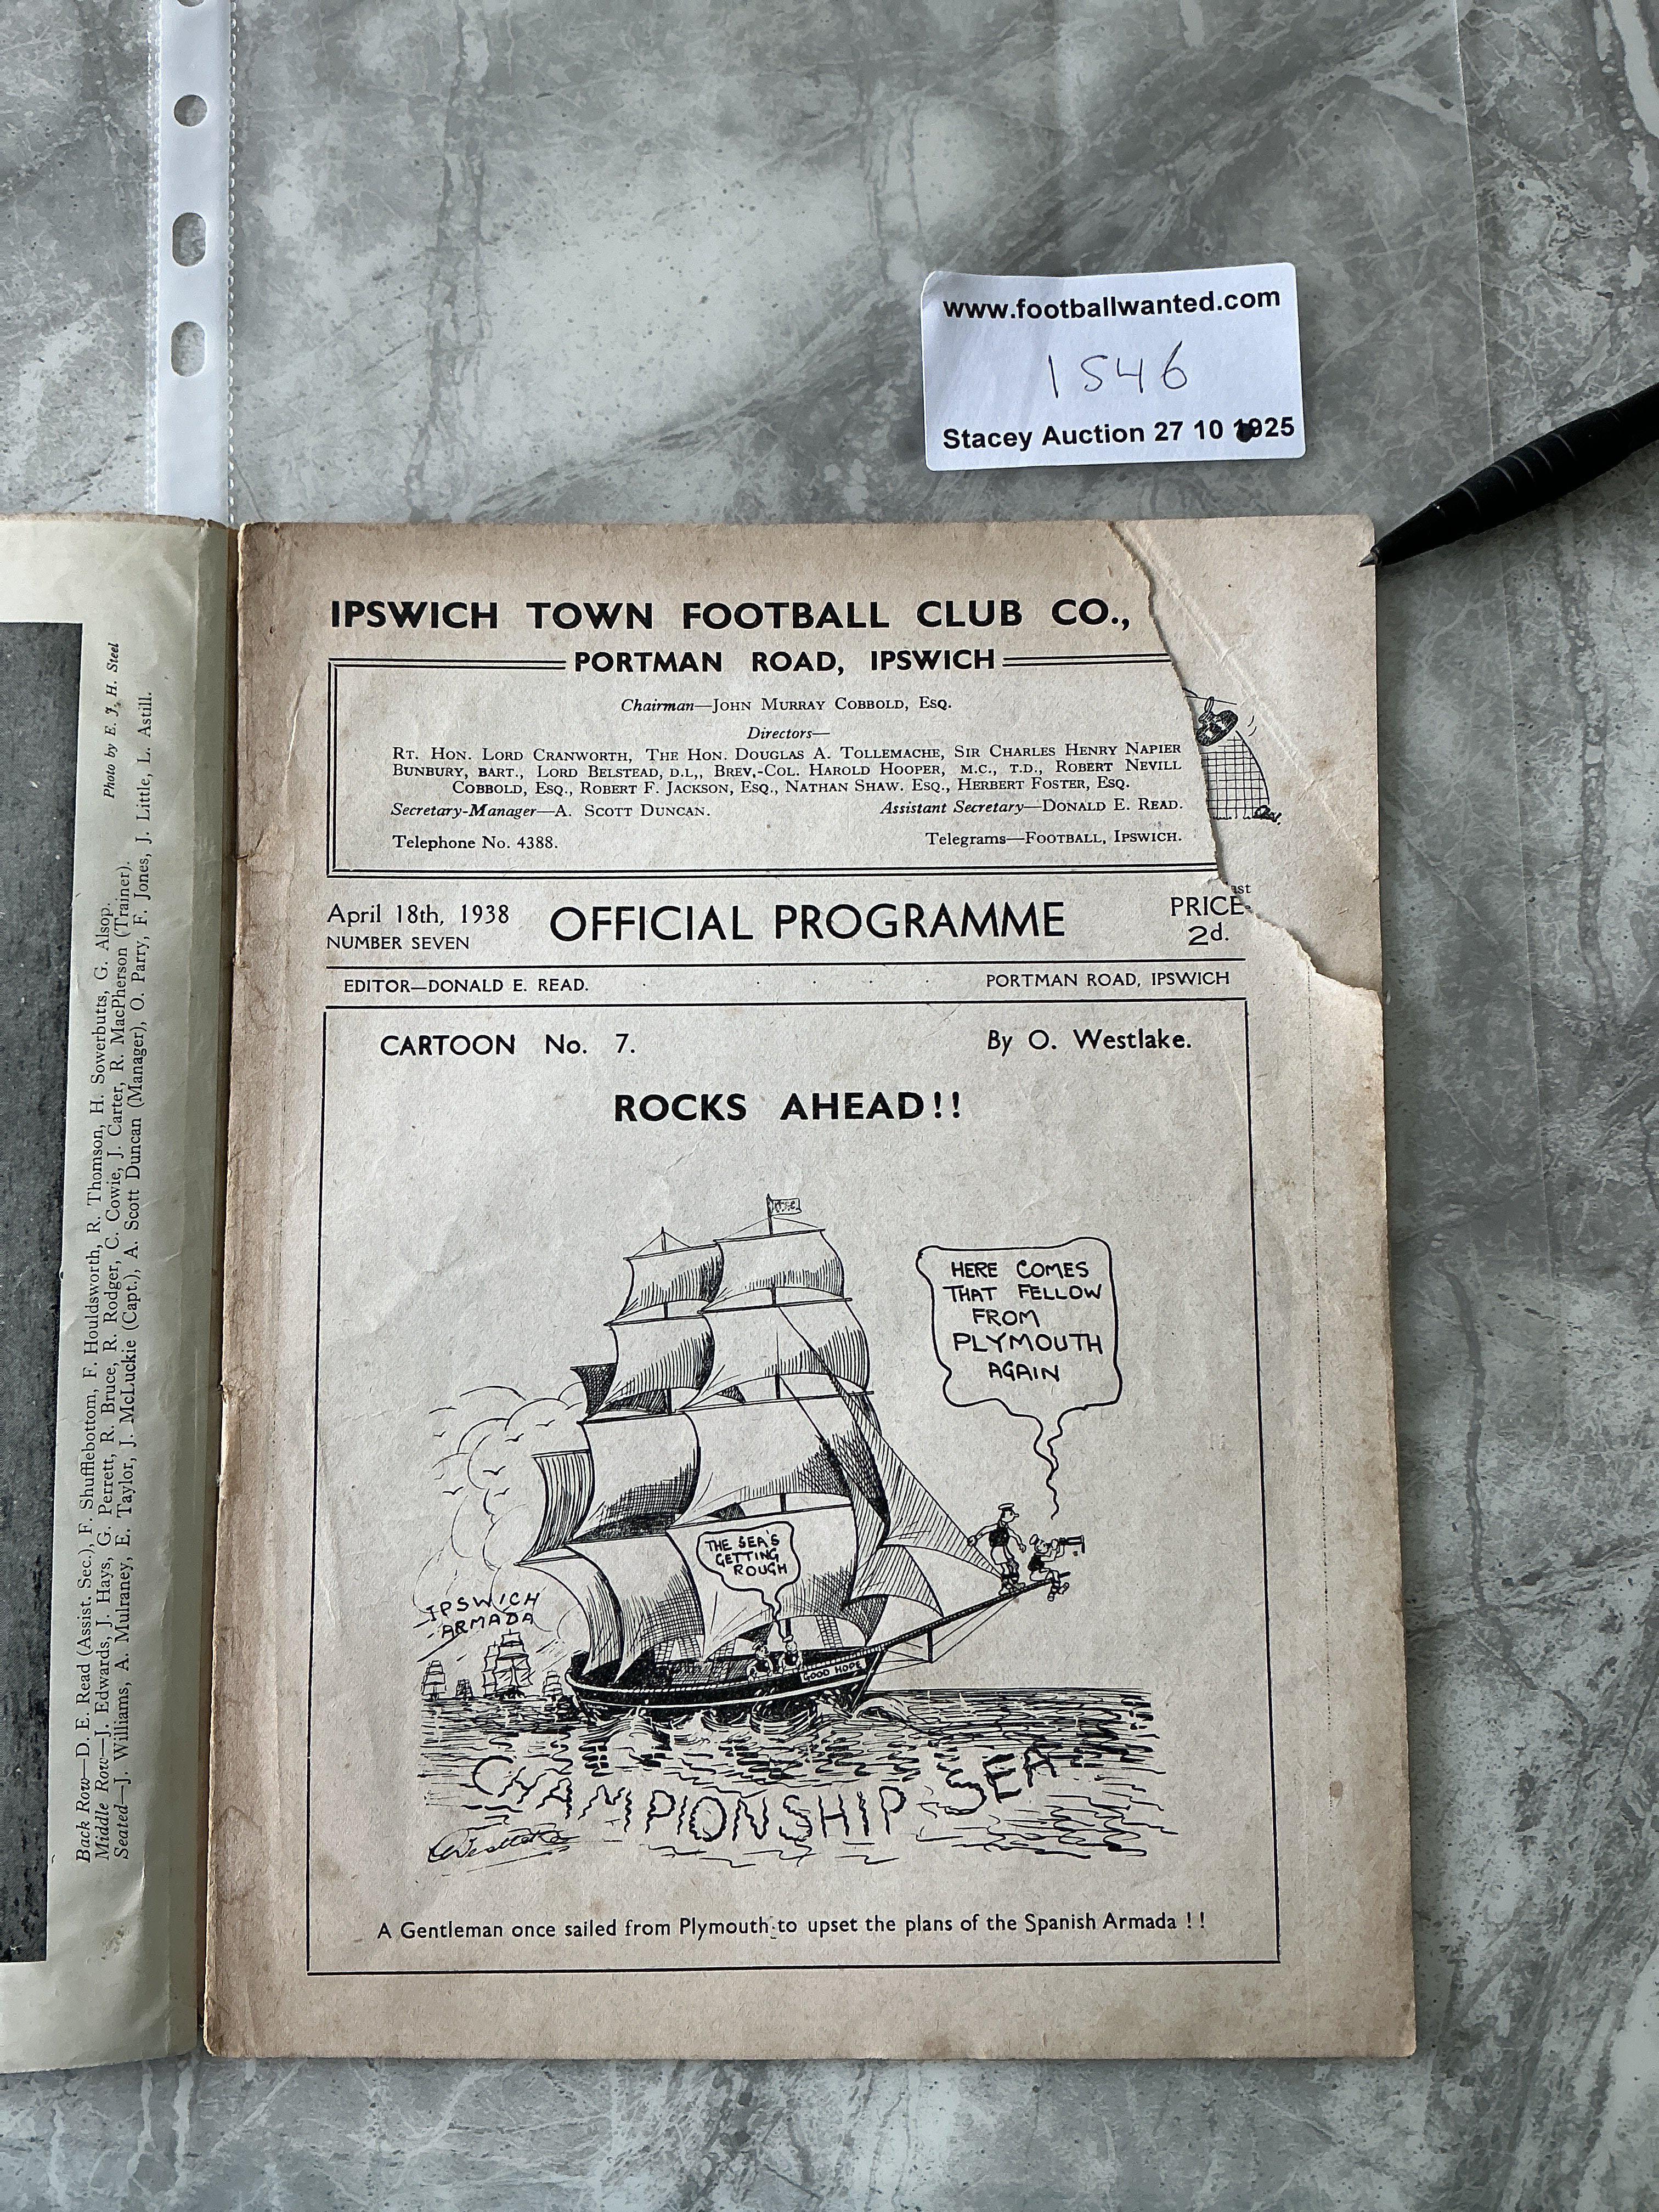 www.footballwanted.com
1546
Stacey Auction 27 10 1925
IPSWICH TOWN FOOTBALL CLUB CO.,
PORTMAN ROAD, IPSWICH
Chairman—JOHN MURRAY COBBOLD, ESQ.
Directors—
RT. HON. LORD CRANWORTH, THE HON. DOUGLAS A. TOLLEMACHE, SIR CHARLES HENRY NAPIER
BUNBURY, BART., LORD BELSTEAD, D.L., BREV.-COL. HAROLD HOOPER, M.C., T.D., ROBERT NEVILL
COBBOLD, ESQ., ROBERT F. JACKSON, ESQ., NATHAN SHAW. ESQ., HERBERT FOSTER, ESQ.
Secretary-Manager—A. SCOTT DUNCAN. Assistant Secretary—DONALD E. READ.
Telephone No. 4388. Telegrams—FOOTBALL, IPSWICH.
April 18th, 1938 OFFICIAL PROGRAMME PRICE
NUMBER SEVEN 2d.
EDITOR—DONALD E. READ. PORTMAN ROAD, IPSWICH
CARTOON No. 7. By O. Westlake.
ROCKS AHEAD!!
HERE COMES
THAT FELLOW
FROM
PLYMOUTH
AGAIN
THE SEA'S
GETTING
ROUGH
IPSWICH
ARMADA
GOOD HOPE
CHAMPIONSHIP SEA
Westlake
A Gentleman once sailed from Plymouth to upset the plans of the Spanish Armada ! !
Photo by E. J. H. Steel
Back Row—D. E. Read (Assist. Sec.), F. Shufflebottom, F. Houldsworth, R. Thomson, H. Sowerbutts, G. Alsop.
Middle Row—J. Edwards, J. Hays, G. Perrett, R. Bruce, R. Rodger, C. Cowie, J. Carter, R. MacPherson (Trainer).
Seated—J. Williams, A. Mulraney, E. Taylor, J. McLuckie (Capt.), A. Scott Duncan (Manager), O. Parry, F. Jones, J. Little, L. Astill.